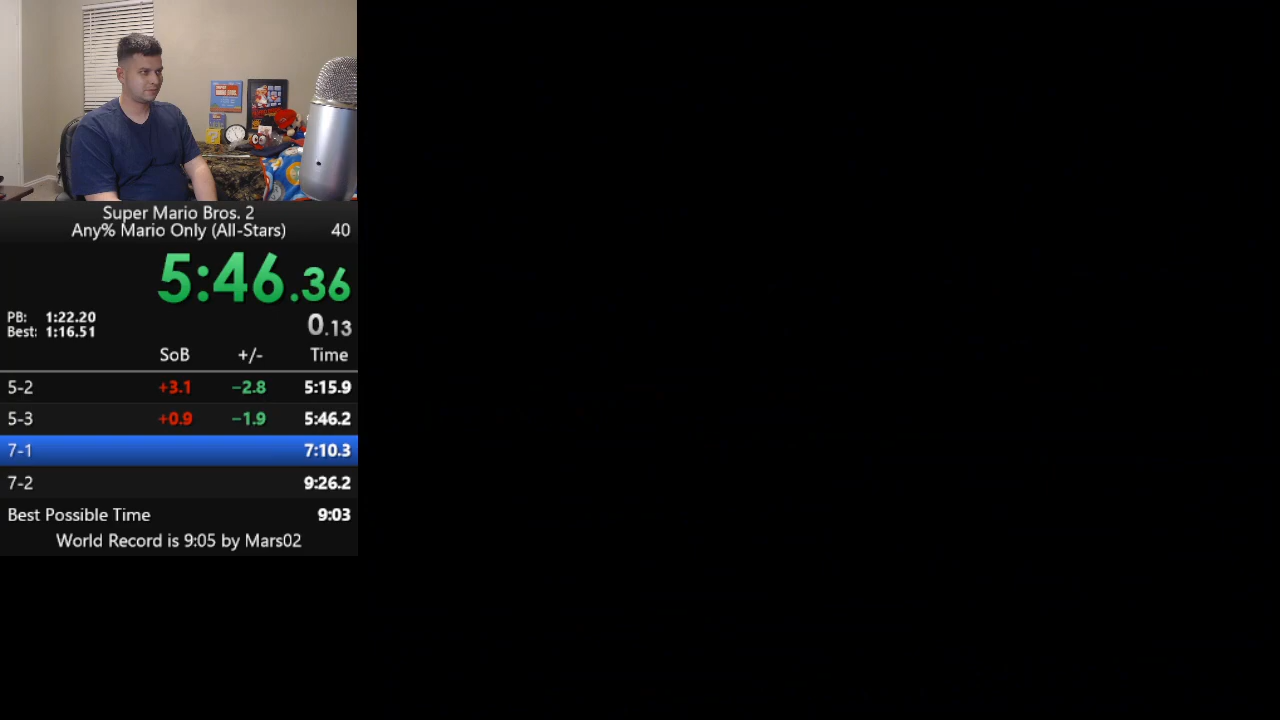 Super Mario Bros. 2
Any% Mario Only (All-Stars) 40
5:46.36
PB: 1:22.20
Best: 1:16.51
0.13
SoB +/- Time
5-2 +3.1 −2.8 5:15.9
5-3 +0.9 −1.9 5:46.2
7-1 7:10.3
7-2 9:26.2
Best Possible Time 9:03
World Record is 9:05 by Mars02